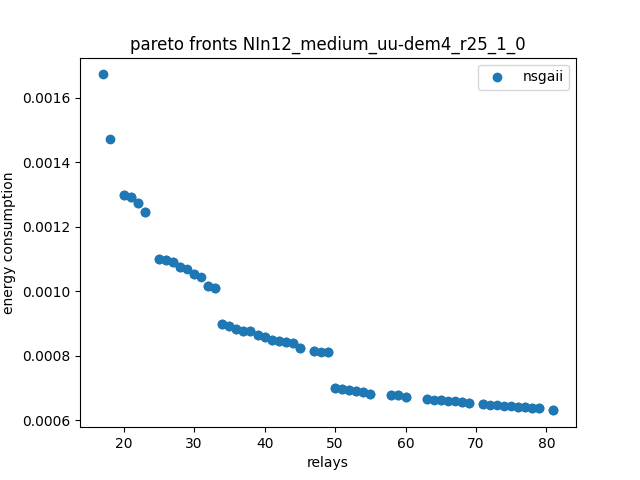 pareto fronts NIn12_medium_uu-dem4_r25_1_0
nsgaii
0.0016
0.0014
0.0012
0.0010
0.0008
0.0006
energy consumption
20 30 40 50 60 70 80
relays